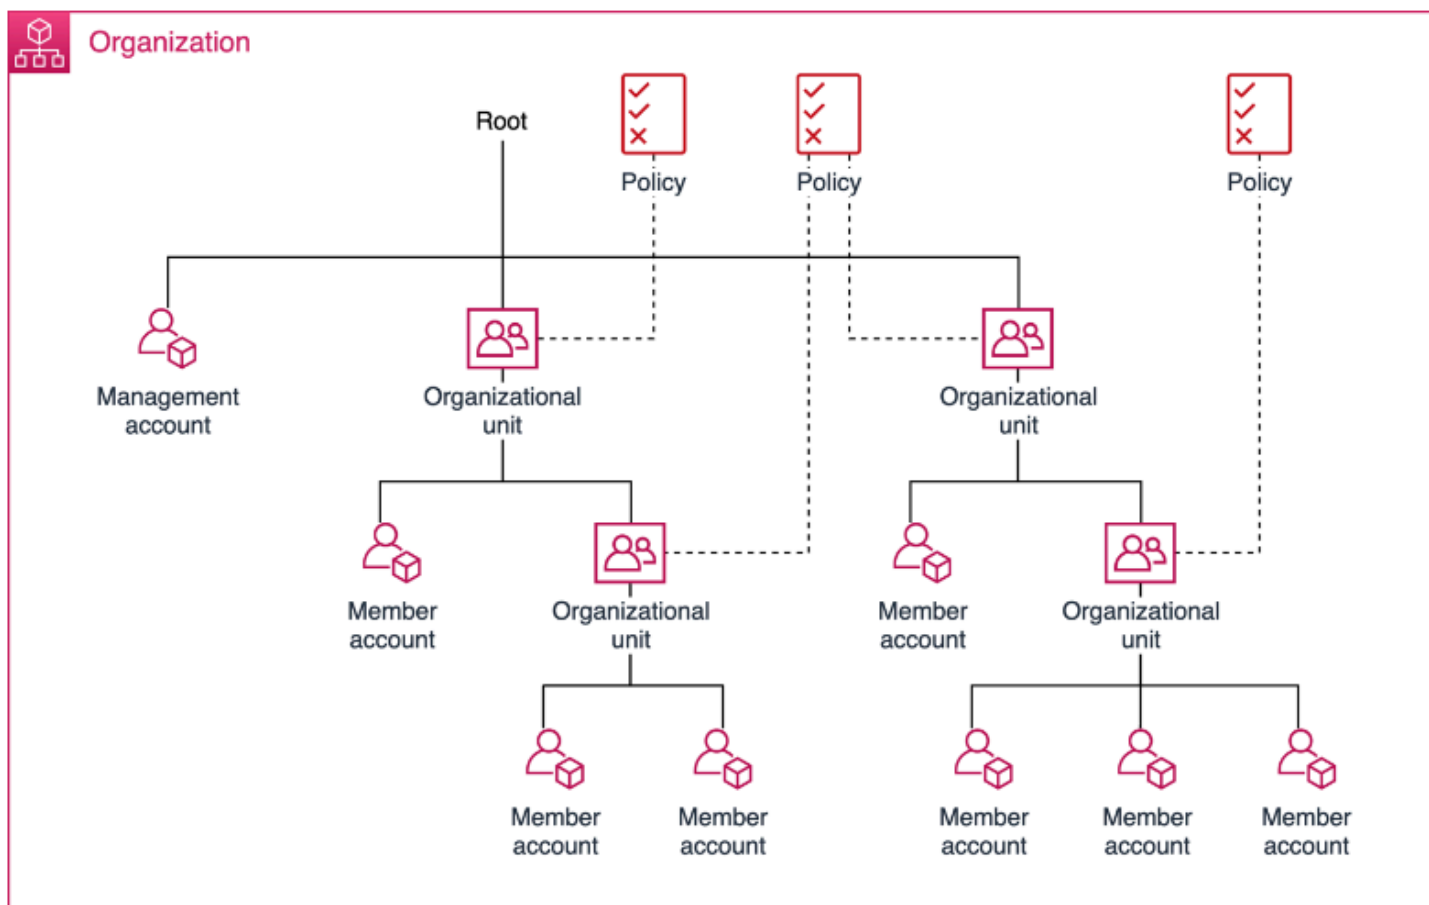 Organization
Root
Policy
Policy
Policy
Management
account
Organizational
unit
Organizational
unit
Member
account
Organizational
unit
Member
account
Organizational
unit
Member
account
Member
account
Member
account
Member
account
Member
account